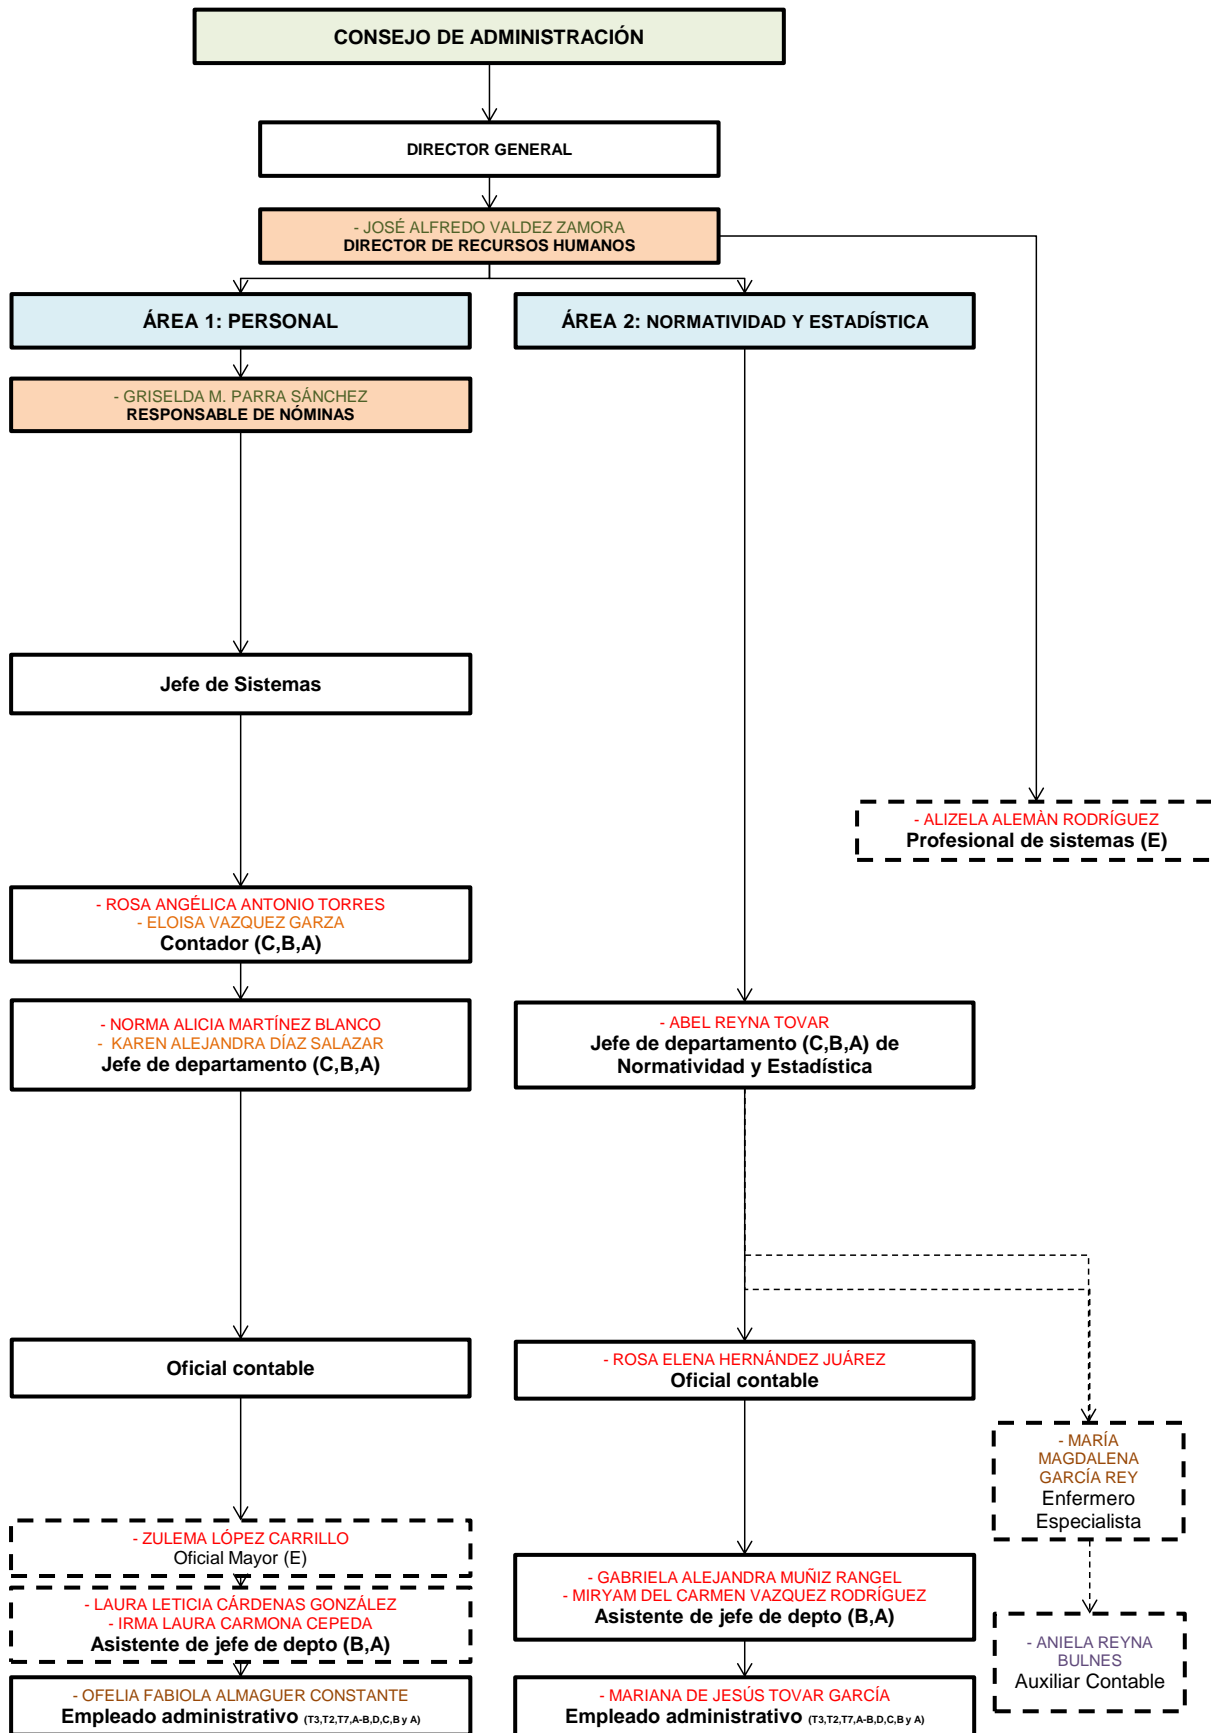 CONSEJO DE ADMINISTRACIÓN
DIRECTOR GENERAL
- JOSÉ ALFREDO VALDEZ ZAMORA
DIRECTOR DE RECURSOS HUMANOS
ÁREA 1: PERSONAL
ÁREA 2: NORMATIVIDAD Y ESTADÍSTICA
- GRISELDA M. PARRA SÁNCHEZ
RESPONSABLE DE NÓMINAS
Jefe de Sistemas
- ALIZELA ALEMÀN RODRÍGUEZ
Profesional de sistemas (E)
- ROSA ANGÉLICA ANTONIO TORRES
- ELOISA VAZQUEZ GARZA
Contador (C,B,A)
- NORMA ALICIA MARTÍNEZ BLANCO
- KAREN ALEJANDRA DÍAZ SALAZAR
Jefe de departamento (C,B,A)
- ABEL REYNA TOVAR
Jefe de departamento (C,B,A) de
Normatividad y Estadística
Oficial contable
- ROSA ELENA HERNÁNDEZ JUÁREZ
Oficial contable
- MARÍA
MAGDALENA
GARCÍA REY
Enfermero
Especialista
- ZULEMA LÓPEZ CARRILLO
Oficial Mayor (E)
- LAURA LETICIA CÁRDENAS GONZÁLEZ
- IRMA LAURA CARMONA CEPEDA
Asistente de jefe de depto (B,A)
- GABRIELA ALEJANDRA MUÑIZ RANGEL
- MIRYAM DEL CARMEN VAZQUEZ RODRÍGUEZ
Asistente de jefe de depto (B,A)
- ANIELA REYNA
BULNES
Auxiliar Contable
- OFELIA FABIOLA ALMAGUER CONSTANTE
Empleado administrativo (T3,T2,T7,A-B,D,C,B y A)
- MARIANA DE JESÚS TOVAR GARCÍA
Empleado administrativo (T3,T2,T7,A-B,D,C,B y A)